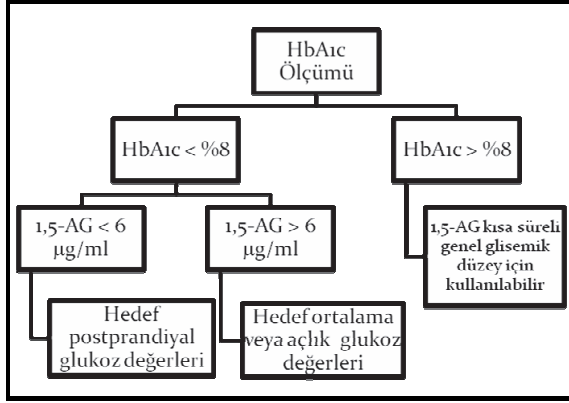 HbA1c
Ölçümü
HbA1c < %8
HbA1c > %8
1,5-AG < 6
µg/ml
1,5-AG > 6
µg/ml
1,5-AG kısa süreli
genel glisemik
düzey için
kullanılabilir
Hedef
postprandiyal
glukoz değerleri
Hedef ortalama
veya açlık glukoz
değerleri